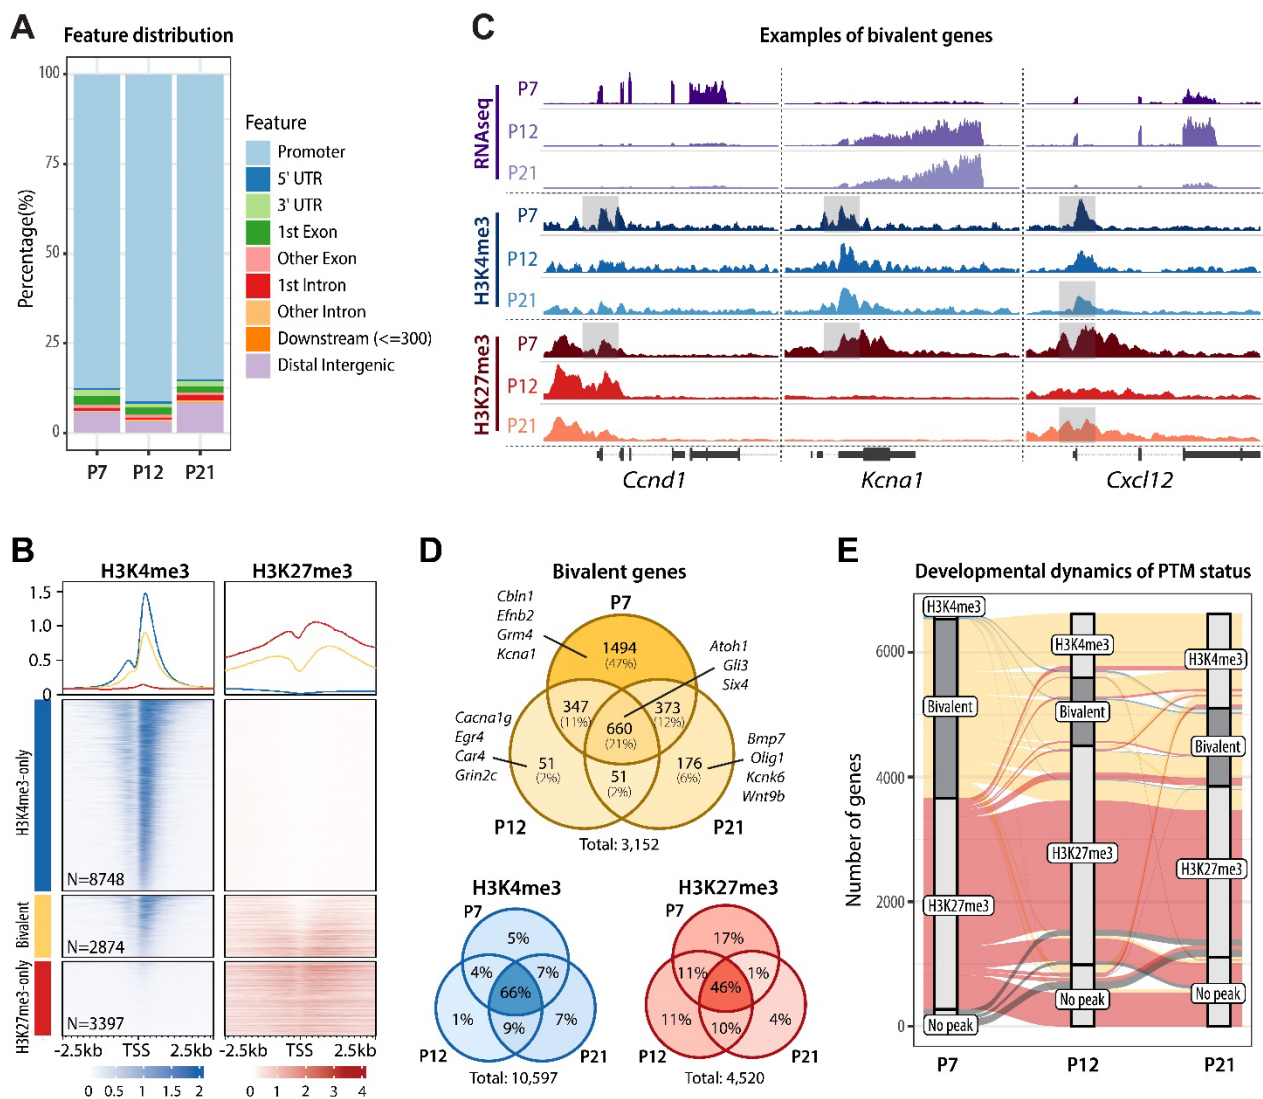 A
Feature distribution
Percentage(%)
100
75
50
25
0
P7
P12
P21
Feature
Promoter
5' UTR
3' UTR
1st Exon
Other Exon
1st Intron
Other Intron
Downstream (<=300)
Distal Intergenic
C
Examples of bivalent genes
RNAseq
P7
P12
P21
H3K4me3
P7
P12
P21
H3K27me3
P7
P12
P21
Ccnd1
Kcna1
Cxcl12
B
H3K4me3
H3K27me3
1.5
1.0
0.5
0
H3K4me3-only
N=8748
Bivalent
N=2874
H3K27me3-only
N=3397
-2.5kb
TSS
2.5kb
-2.5kb
TSS
2.5kb
0 0.5 1 1.5 2
0 1 2 3 4
D
Bivalent genes
Cbln1
Efnb2
Grm4
Kcna1
P7
1494
(47%)
Atoh1
Gli3
Six4
347
(11%)
373
(12%)
660
(21%)
Cacna1g
Egr4
Car4
Grin2c
51
(2%)
51
(2%)
176
(6%)
Bmp7
Olig1
Kcnk6
Wnt9b
P12
P21
Total: 3,152
H3K4me3
P7
5%
4%
7%
66%
1%
9%
7%
P12
P21
Total: 10,597
H3K27me3
P7
17%
11%
1%
46%
11%
10%
4%
P12
P21
Total: 4,520
E
Developmental dynamics of PTM status
Number of genes
6000
4000
2000
0
H3K4me3
Bivalent
H3K27me3
No peak
H3K4me3
Bivalent
H3K27me3
No peak
H3K4me3
Bivalent
H3K27me3
No peak
P7
P12
P21